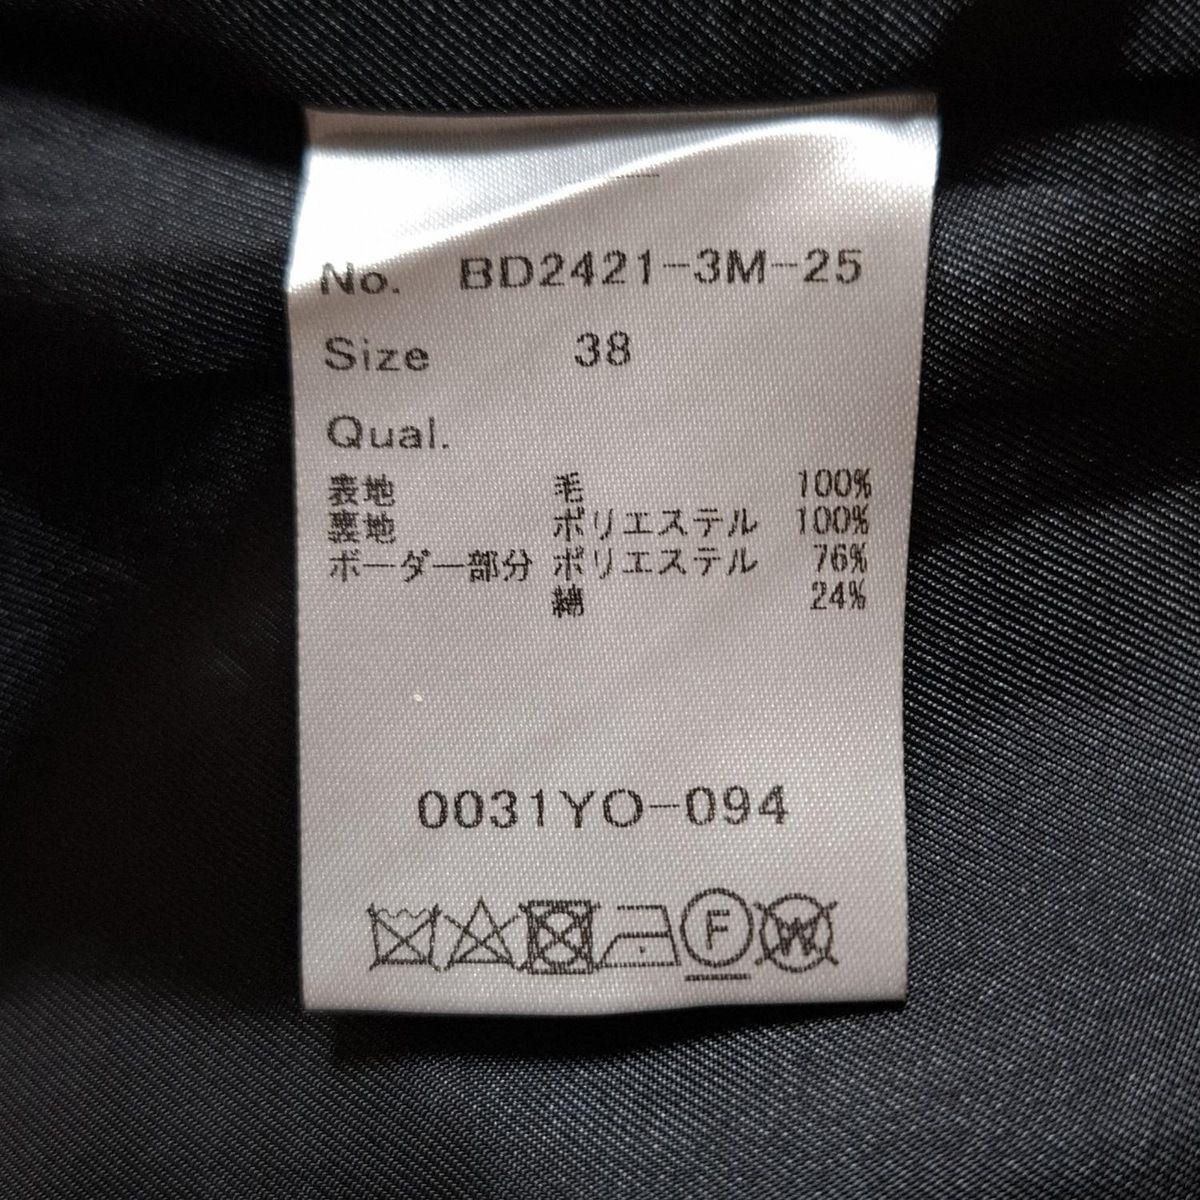 No. BD2421-3M-25
Size 38
Qual.
表地 毛 100%
裏地 ポリエステル 100%
ボーダー部分 ポリエステル 76%
綿 24%
0031YO-094
F W